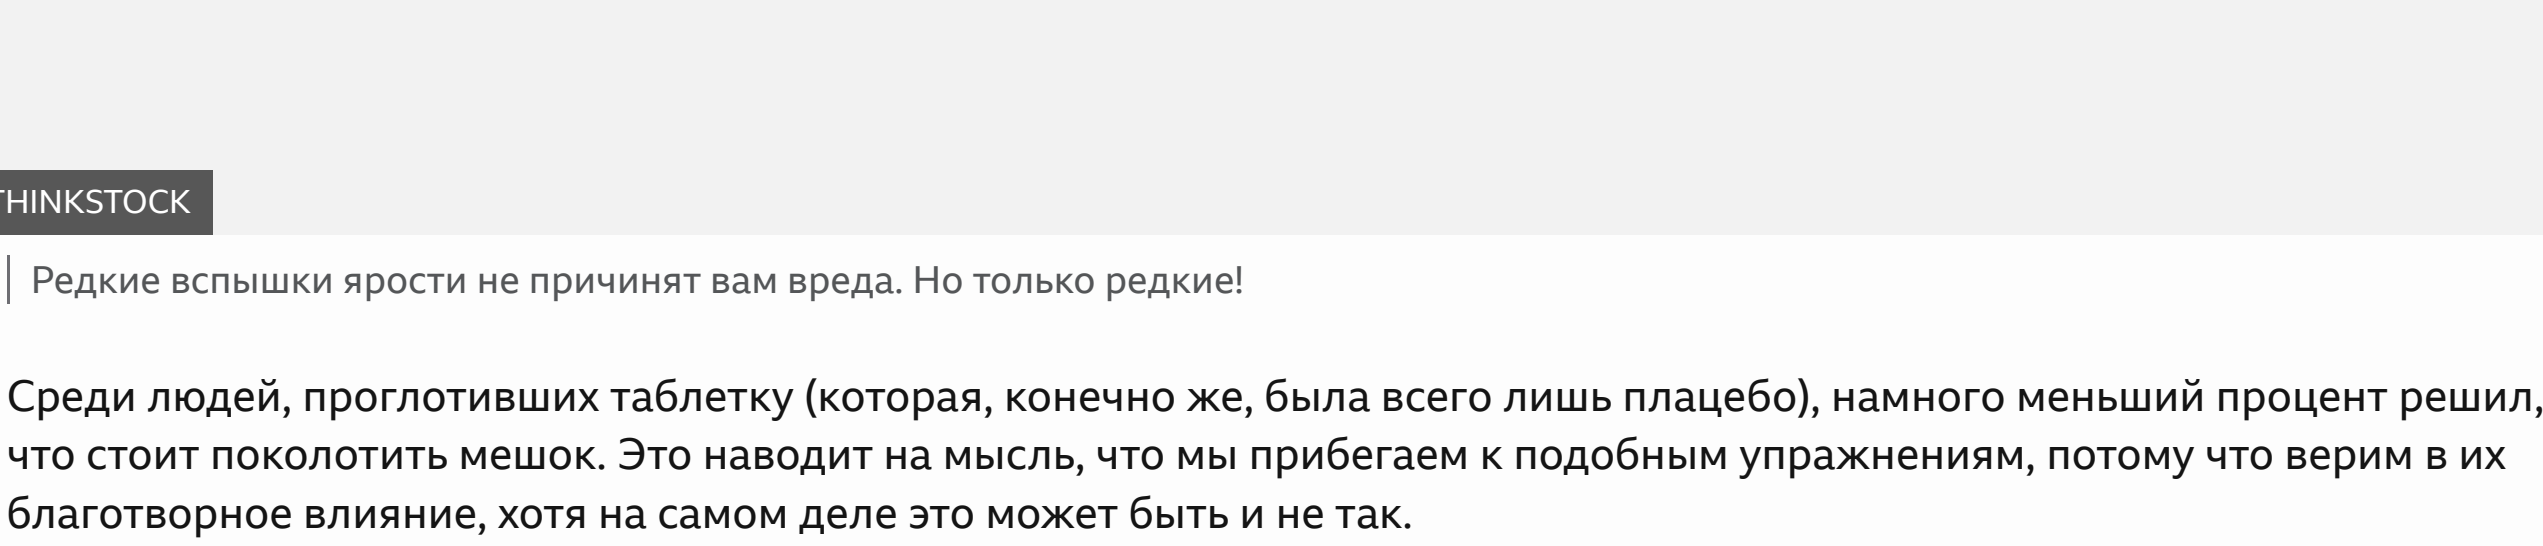 THINKSTOCK
Редкие вспышки ярости не причинят вам вреда. Но только редкие!
Среди людей, проглотивших таблетку (которая, конечно же, была всего лишь плацебо), намного меньший процент решил,
что стоит поколотить мешок. Это наводит на мысль, что мы прибегаем к подобным упражнениям, потому что верим в их
благотворное влияние, хотя на самом деле это может быть и не так.